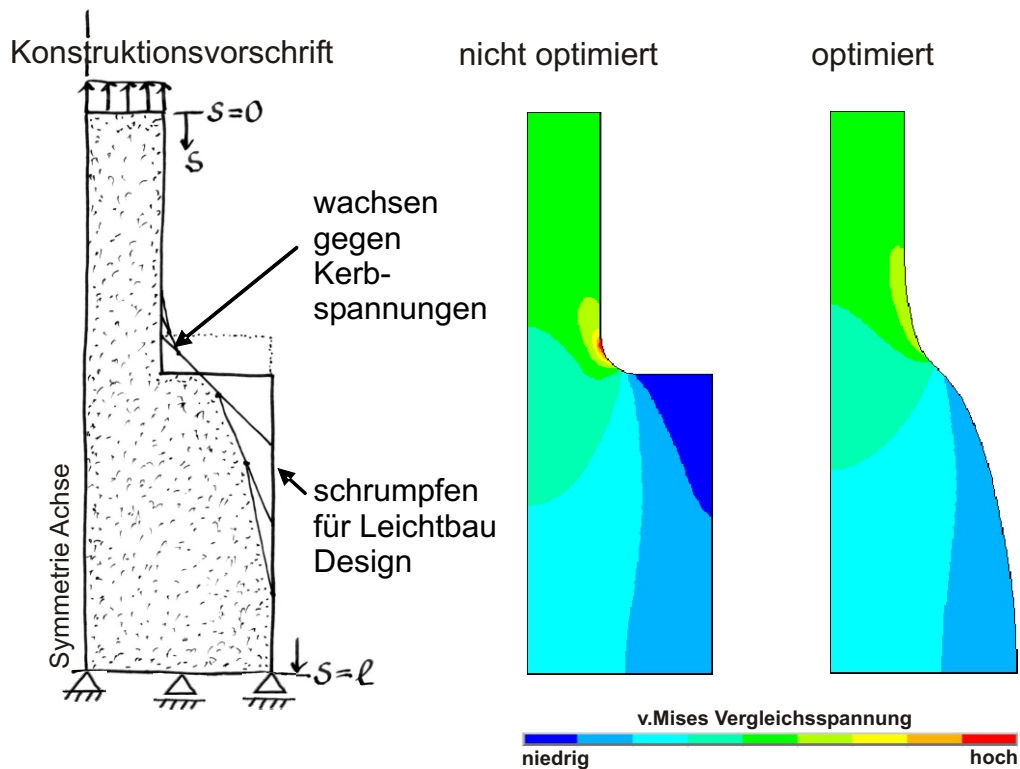 Konstruktionsvorschrift
nicht optimiert
optimiert
s=0
s
wachsen
gegen
Kerb-
spannungen
schrumpfen
für Leichtbau
Design
Symmetrie Achse
s=l
v.Mises Vergleichsspannung
niedrig
hoch